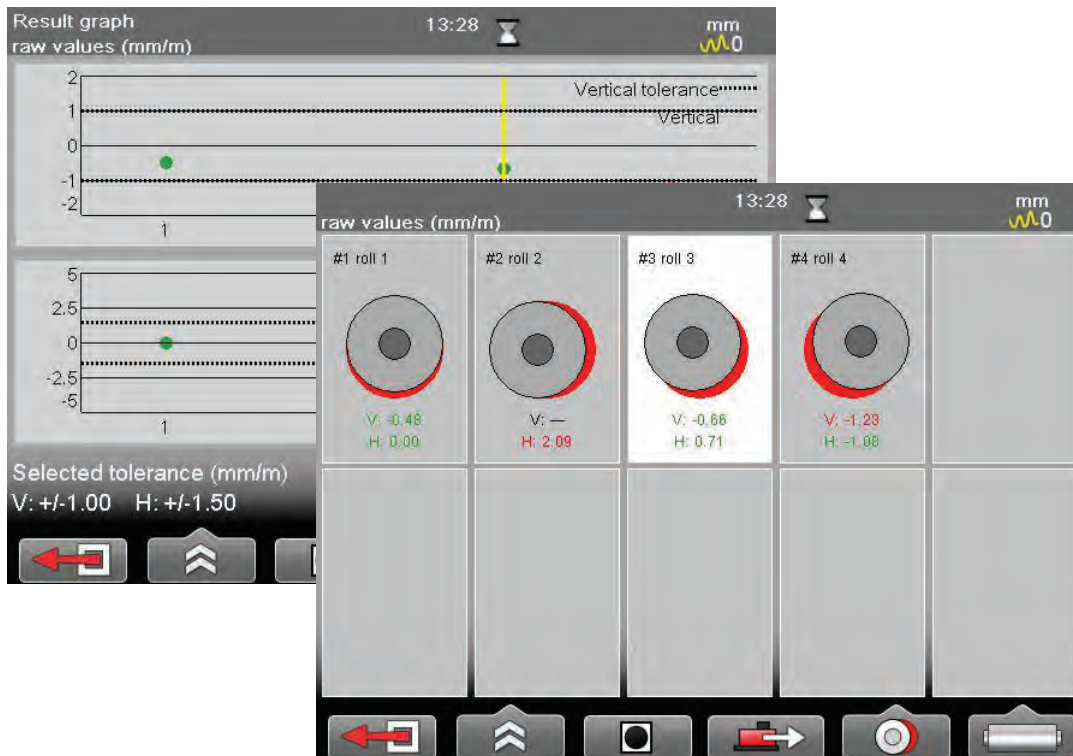 Result graph
13:28
mm
raw values (mm/m)
0
2
Vertical tolerance
1
Vertical
0
-1
-2
1
5
2.5
0
-2.5
-5
1
Selected tolerance (mm/m)
V: +/-1.00 H: +/-1.50
13:28
mm
raw values (mm/m)
0
#1 roll 1
#2 roll 2
#3 roll 3
#4 roll 4
V: -0.48
V: —
V: -0.66
V: -1.23
H: 0.00
H: 2.09
H: 0.71
H: -1.08